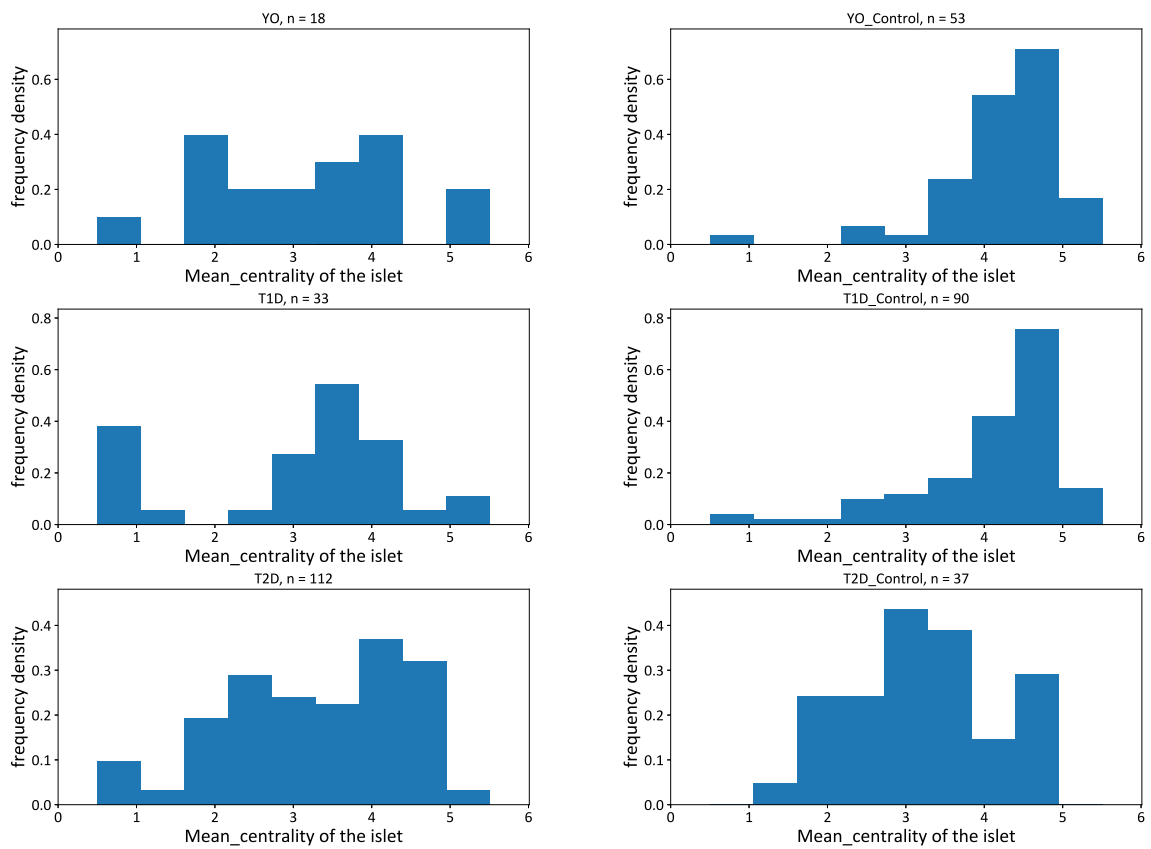 YO, n = 18
frequency density
0.6
0.4
0.2
0.0
0 1 2 3 4 5 6
Mean_centrality of the islet
YO_Control, n = 53
frequency density
0.6
0.4
0.2
0.0
0 1 2 3 4 5 6
Mean_centrality of the islet
T1D, n = 33
frequency density
0.8
0.6
0.4
0.2
0.0
0 1 2 3 4 5 6
Mean_centrality of the islet
T1D_Control, n = 90
frequency density
0.8
0.6
0.4
0.2
0.0
0 1 2 3 4 5 6
Mean_centrality of the islet
T2D, n = 112
frequency density
0.4
0.3
0.2
0.1
0.0
0 1 2 3 4 5 6
Mean_centrality of the islet
T2D_Control, n = 37
frequency density
0.4
0.3
0.2
0.1
0.0
0 1 2 3 4 5 6
Mean_centrality of the islet